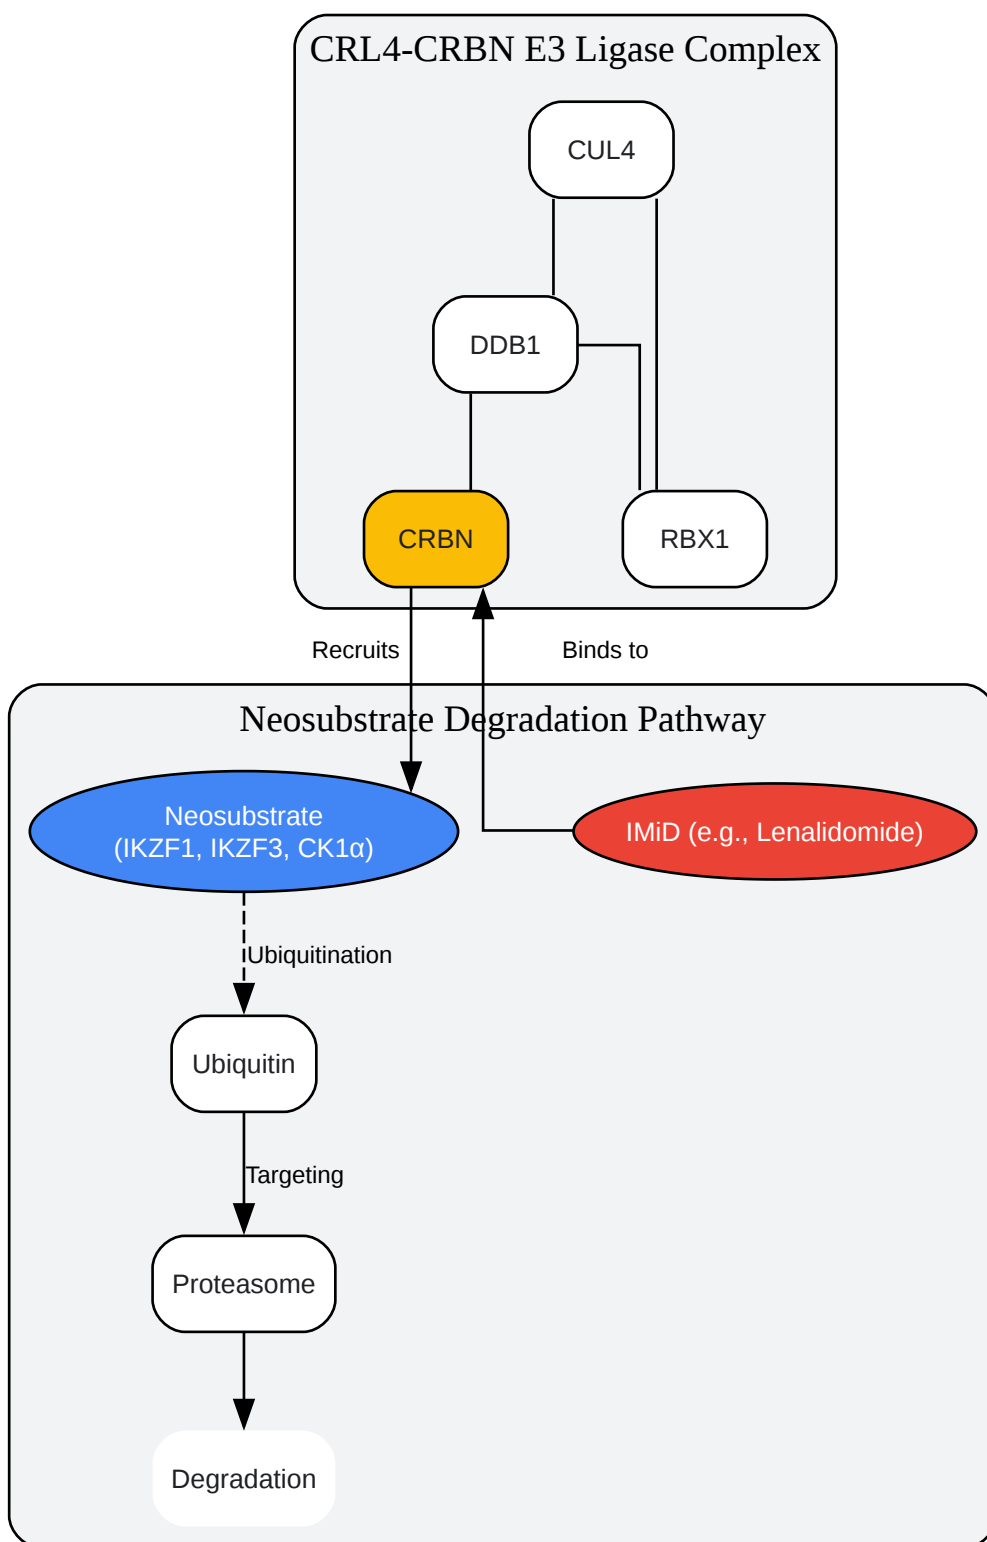 CRL4-CRBN E3 Ligase Complex
CUL4
DDB1
CRBN
RBX1
Recruits
Binds to
Neosubstrate Degradation Pathway
Neosubstrate
(IKZF1, IKZF3, CK1α)
IMiD (e.g., Lenalidomide)
Ubiquitination
Ubiquitin
Targeting
Proteasome
Degradation